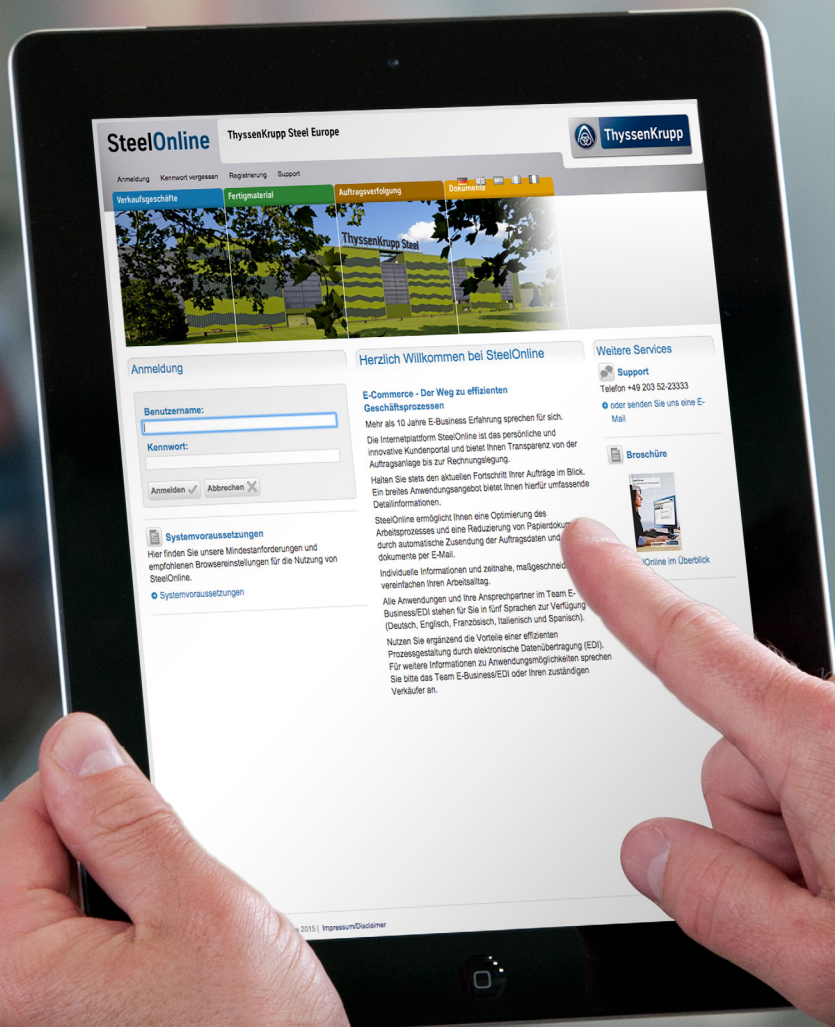 SteelOnline
ThyssenKrupp Steel Europe
ThyssenKrupp
Anmeldung Kennwort vergessen Registrierung Support
Verkaufsgeschäfte
Fertigmaterial
Auftragsverfolgung
Dokumente
ThyssenKrupp Steel
Anmeldung
Benutzername:
Kennwort:
Anmelden
Abbrechen
Systemvoraussetzungen
Hier finden Sie unsere Mindestanforderungen und
empfohlenen Browsereinstellungen für die Nutzung von
SteelOnline.
Systemvoraussetzungen
Herzlich Willkommen bei SteelOnline
E-Commerce - Der Weg zu effizienten
Geschäftsprozessen
Mehr als 10 Jahre E-Business Erfahrung sprechen für sich.
Die Internetplattform SteelOnline ist das persönliche und
innovative Kundenportal und bietet Ihnen Transparenz von der
Auftragsanlage bis zur Rechnungslegung.
Halten Sie stets den aktuellen Fortschritt Ihrer Aufträge im Blick.
Ein breites Anwendungsangebot bietet Ihnen hierfür umfassende
Detailinformationen.
SteelOnline ermöglicht Ihnen eine Optimierung des
Arbeitsprozesses und eine Reduzierung von Papierdokum
durch automatische Zusendung der Auftragsdaten und
dokumente per E-Mail.
Individuelle Informationen und zeitnahe, maßgeschneid
vereinfachen Ihren Arbeitsalltag.
Alle Anwendungen und Ihre Ansprechpartner im Team E-
Business/EDI stehen für Sie in fünf Sprachen zur Verfügung
(Deutsch, Englisch, Französisch, Italienisch und Spanisch).
Nutzen Sie ergänzend die Vorteile einer effizienten
Prozessgestaltung durch elektronische Datenübertragung (EDI).
Für weitere Informationen zu Anwendungsmöglichkeiten sprechen
Sie bitte das Team E-Business/EDI oder Ihren zuständigen
Verkäufer an.
Weitere Services
Support
Telefon +49 203 52-23333
oder senden Sie uns eine E-
Mail
Broschüre
Online im Überblick
2015 | Impressum/Disclaimer